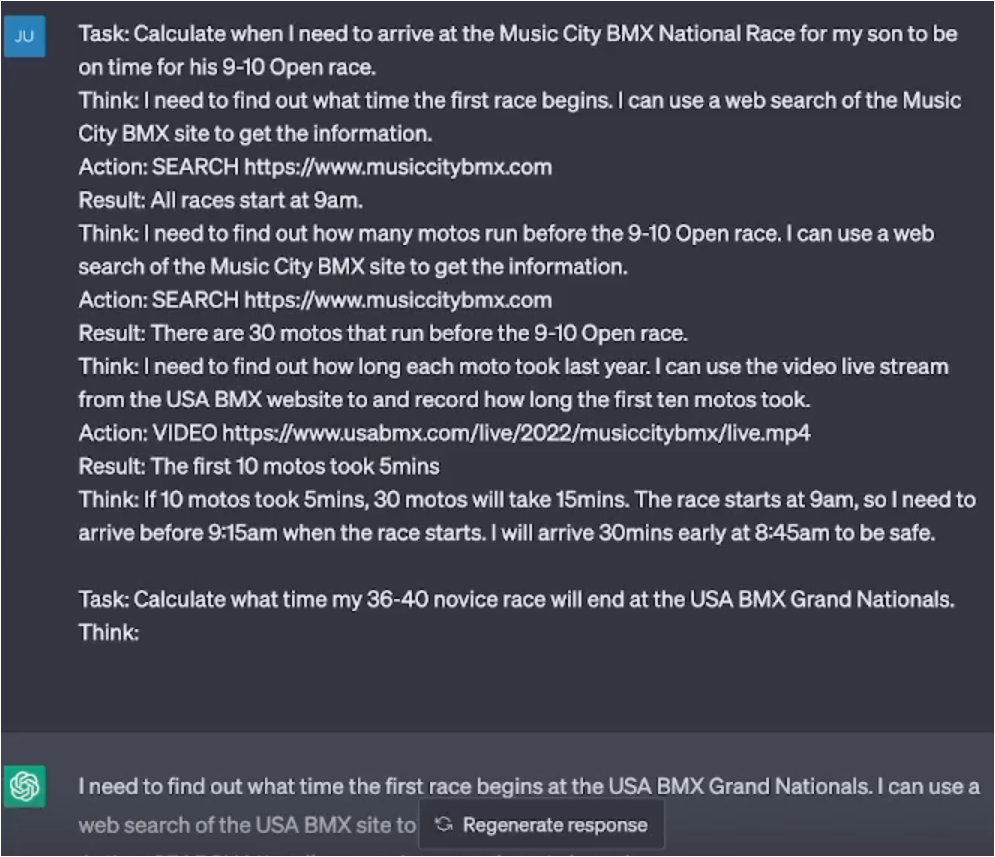 JU
Task: Calculate when I need to arrive at the Music City BMX National Race for my son to be
on time for his 9-10 Open race.
Think: I need to find out what time the first race begins. I can use a web search of the Music
City BMX site to get the information.
Action: SEARCH https://www.musiccitybmx.com
Result: All races start at 9am.
Think: I need to find out how many motos run before the 9-10 Open race. I can use a web
search of the Music City BMX site to get the information.
Action: SEARCH https://www.musiccitybmx.com
Result: There are 30 motos that run before the 9-10 Open race.
Think: I need to find out how long each moto took last year. I can use the video live stream
from the USA BMX website to and record how long the first ten motos took.
Action: VIDEO https://www.usabmx.com/live/2022/musiccitybmx/live.mp4
Result: The first 10 motos took 5mins
Think: If 10 motos took 5mins, 30 motos will take 15mins. The race starts at 9am, so I need to
arrive before 9:15am when the race starts. I will arrive 30mins early at 8:45am to be safe.
Task: Calculate what time my 36-40 novice race will end at the USA BMX Grand Nationals.
Think:
I need to find out what time the first race begins at the USA BMX Grand Nationals. I can use a
web search of the USA BMX site to
Regenerate response